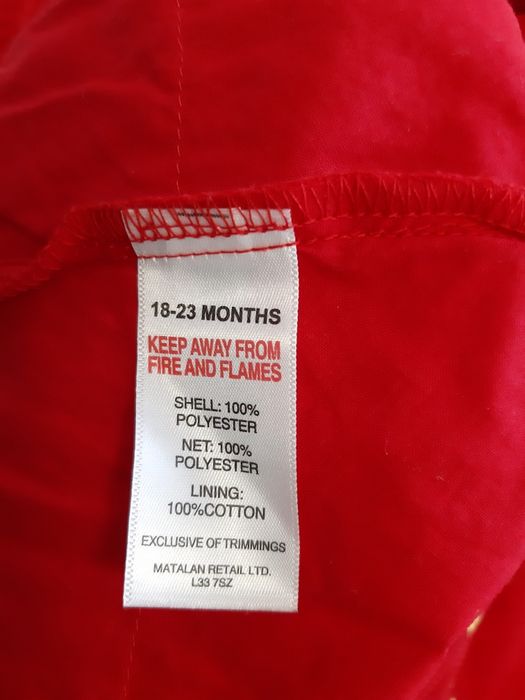 18-23 MONTHS
KEEP AWAY FROM
FIRE AND FLAMES
SHELL: 100%
POLYESTER
NET: 100%
POLYESTER
LINING:
100%COTTON
EXCLUSIVE OF TRIMMINGS
MATALAN RETAIL LTD.
L33 7SZ